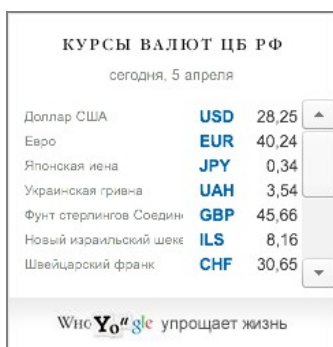 КУРСЫ ВАЛЮТ ЦБ РФ
сегодня, 5 апреля
Доллар США USD 28,25
Евро EUR 40,24
Японская иена JPY 0,34
Украинская гривна UAH 3,54
Фунт стерлингов Соедин GBP 45,66
Новый израильский шеке ILS 8,16
Швейцарский франк CHF 30,65
Who Yo"gle упрощает жизнь